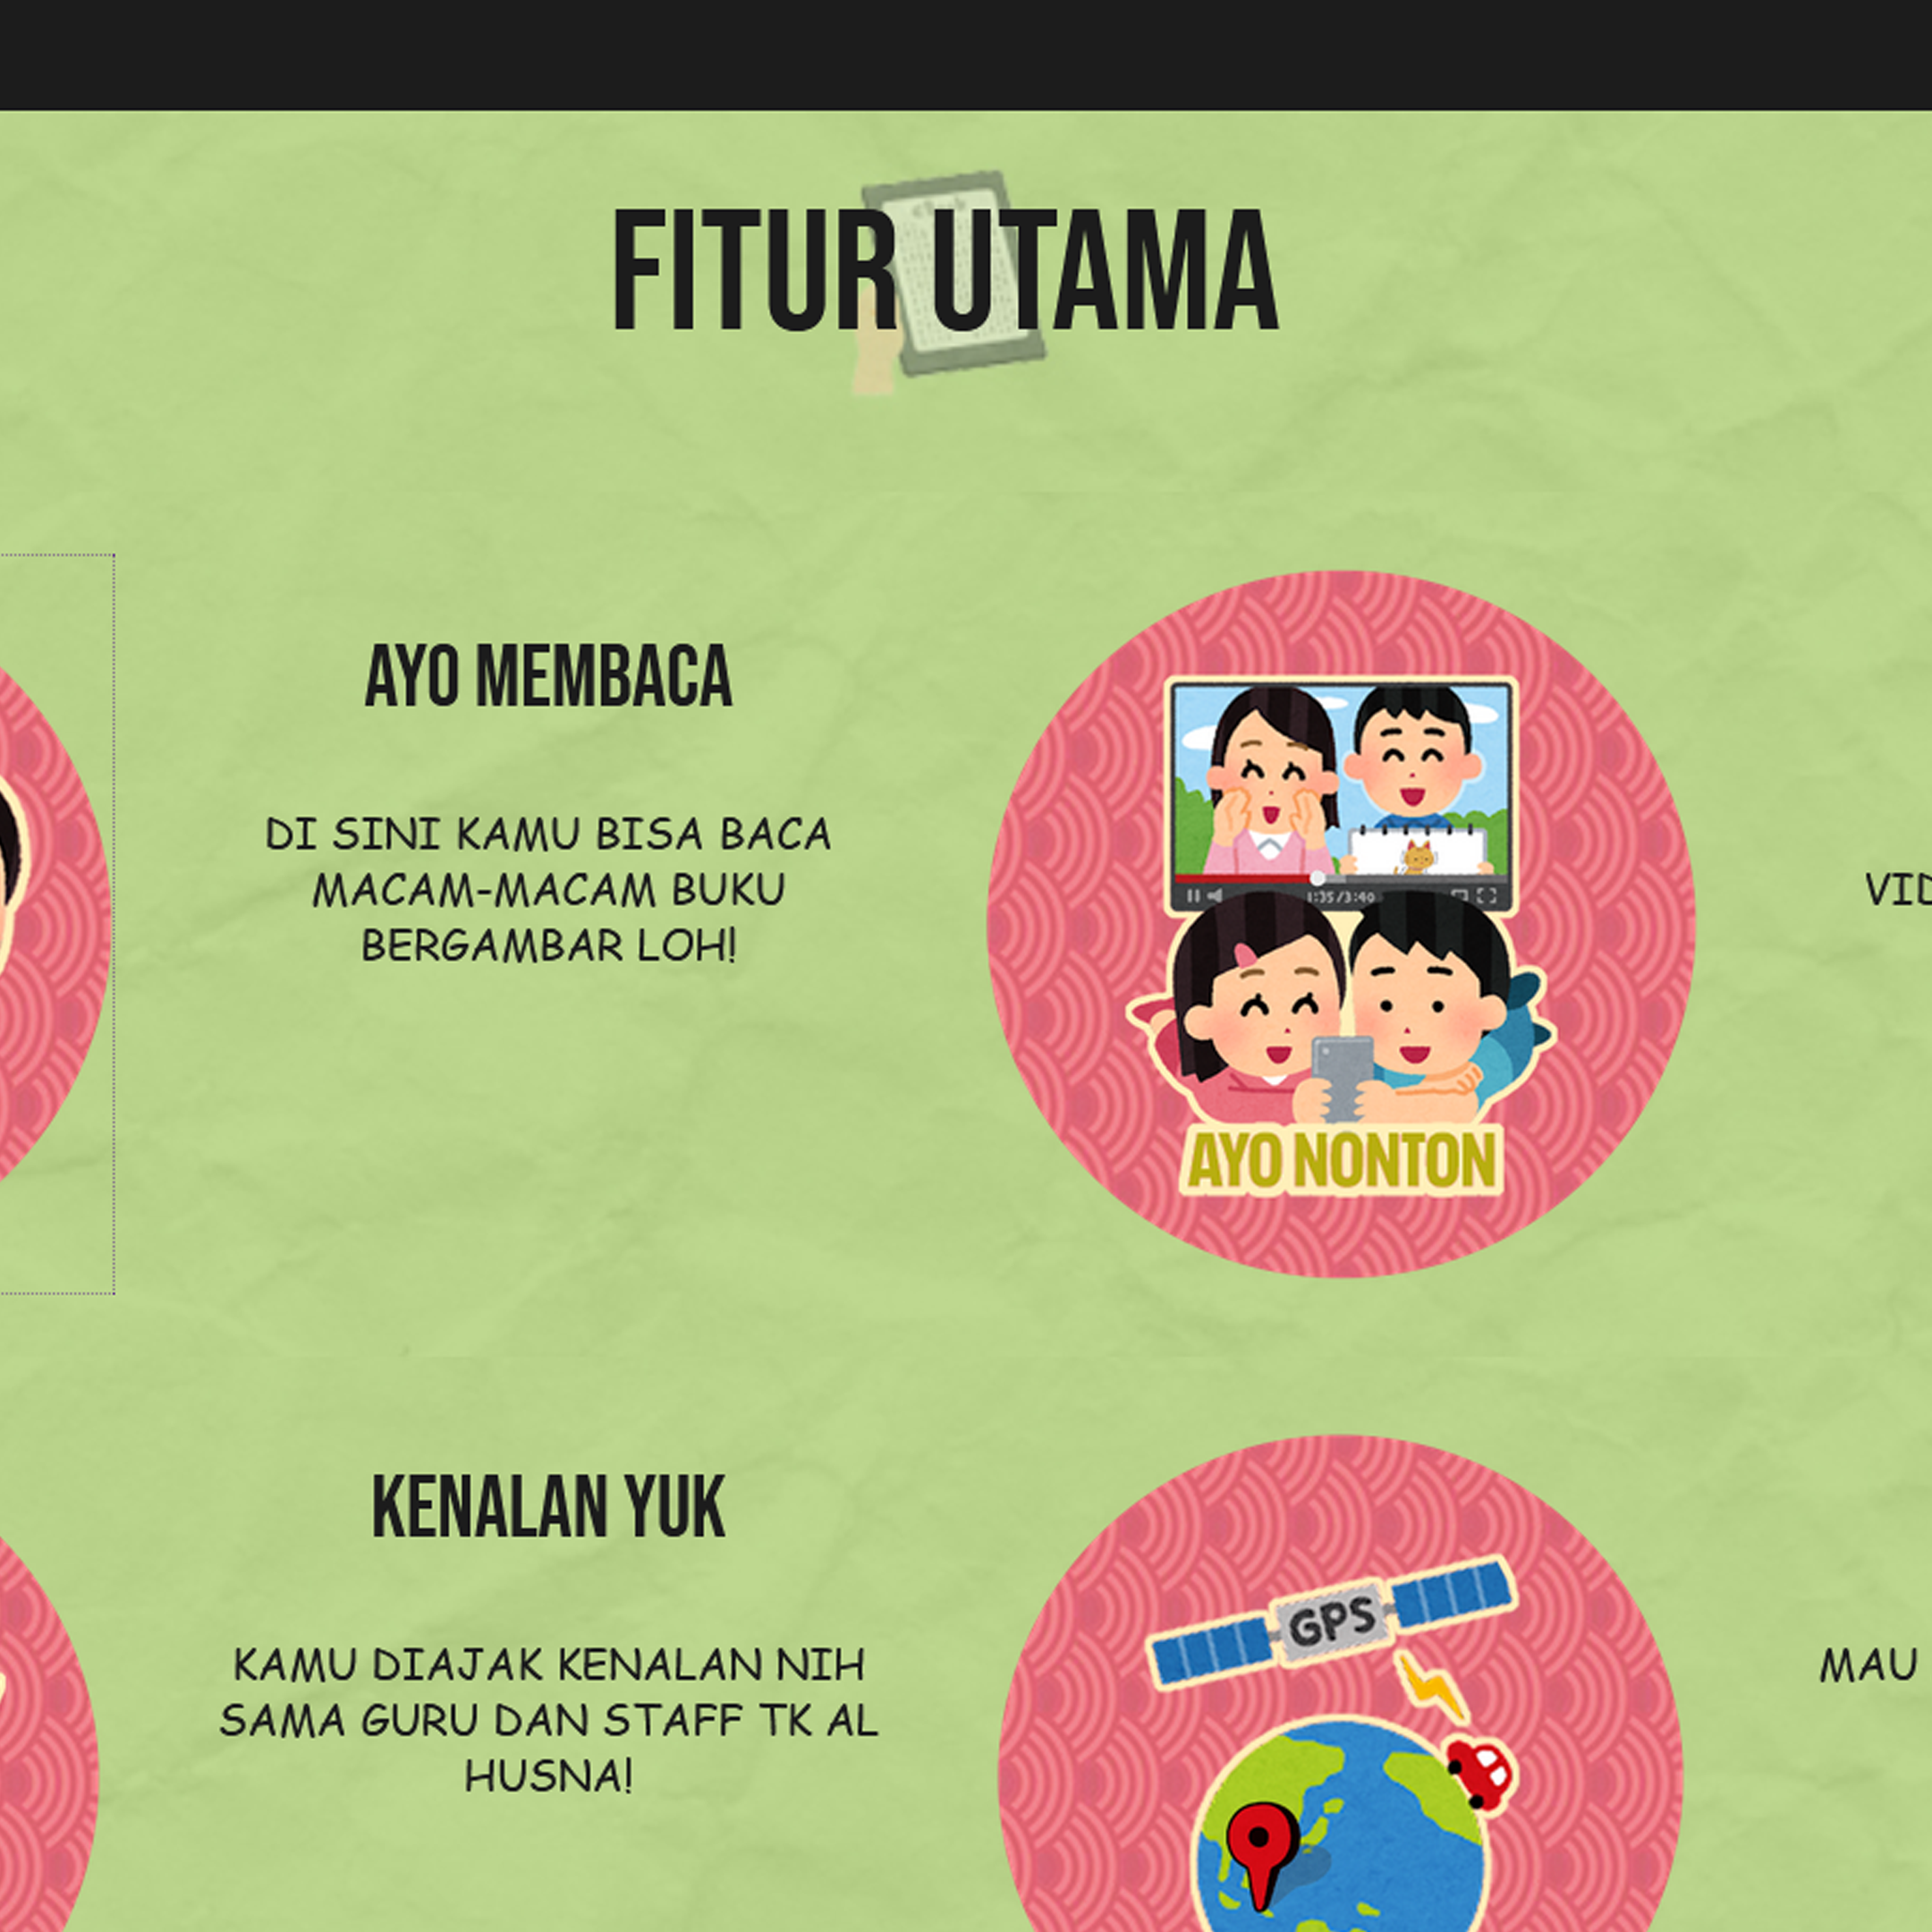 FITUR UTAMA
AYO MEMBACA
DI SINI KAMU BISA BACA
MACAM-MACAM BUKU
BERGAMBAR LOH!
1:35/3:40
AYO NONTON
VID
KENALAN YUK
KAMU DIAJAK KENALAN NIH
SAMA GURU DAN STAFF TK AL
HUSNA!
GPS
MAU